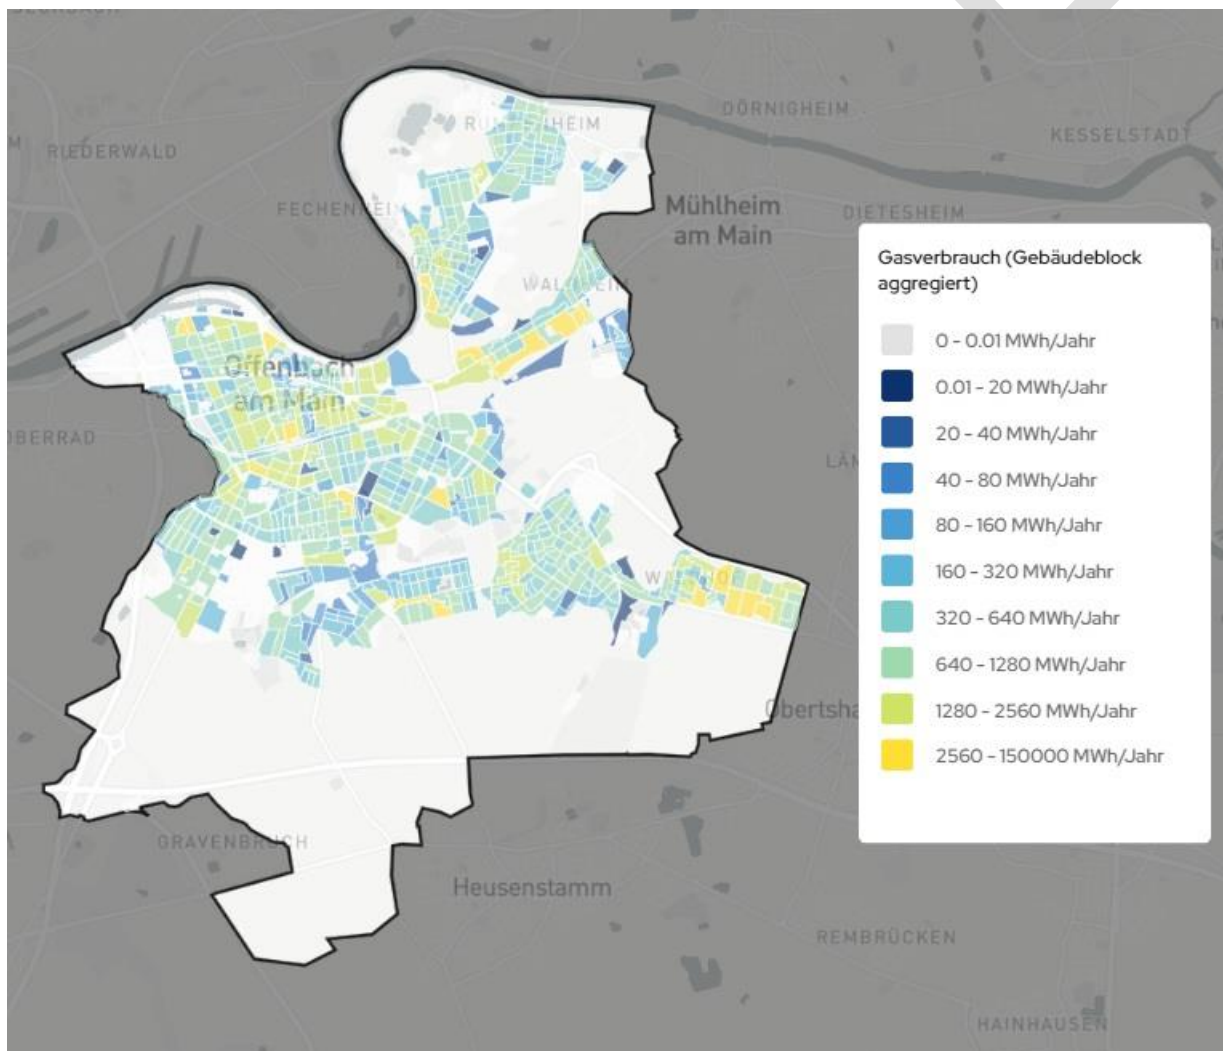 DÖRNIGHEIM
KESSELSTADT
RIEDERWALD
FECHENHEIM
Mühlheim
am Main
DIETESHEIM
Offenbach
am Main
OBERRAD
GRAVENBRUCH
Heusenstamm
REMBRÜCKEN
HAINHAUSEN
Gasverbrauch (Gebäudeblock
aggregiert)
0 - 0.01 MWh/Jahr
0.01 - 20 MWh/Jahr
20 - 40 MWh/Jahr
40 - 80 MWh/Jahr
80 - 160 MWh/Jahr
160 - 320 MWh/Jahr
320 - 640 MWh/Jahr
640 - 1280 MWh/Jahr
1280 - 2560 MWh/Jahr
2560 - 150000 MWh/Jahr